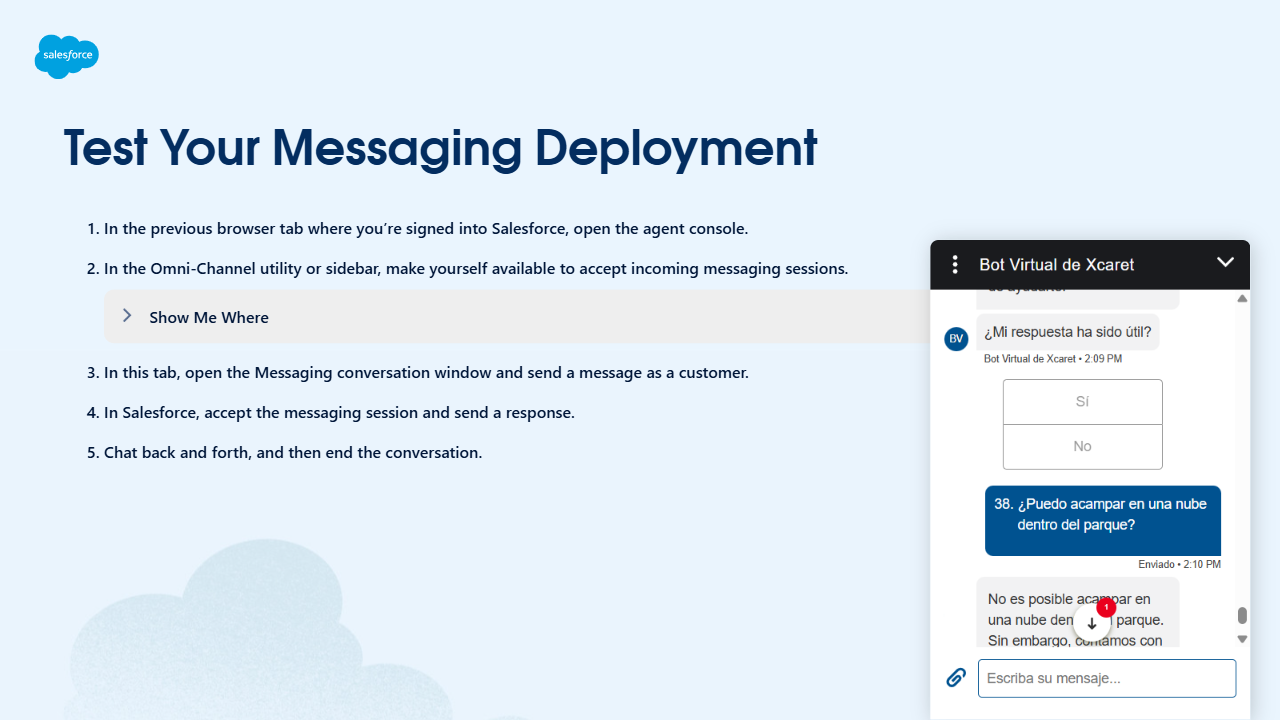 salesforce
Test Your Messaging Deployment
1. In the previous browser tab where you’re signed into Salesforce, open the agent console.
2. In the Omni-Channel utility or sidebar, make yourself available to accept incoming messaging sessions.
Show Me Where
3. In this tab, open the Messaging conversation window and send a message as a customer.
4. In Salesforce, accept the messaging session and send a response.
5. Chat back and forth, and then end the conversation.
Bot Virtual de Xcaret
¿Mi respuesta ha sido útil?
BV
Bot Virtual de Xcaret • 2:09 PM
Sí
No
38. ¿Puedo acampar en una nube
dentro del parque?
Enviado • 2:10 PM
No es posible acampar en
1
una nube parque.
Sin embargo, contamos con
Escriba su mensaje...